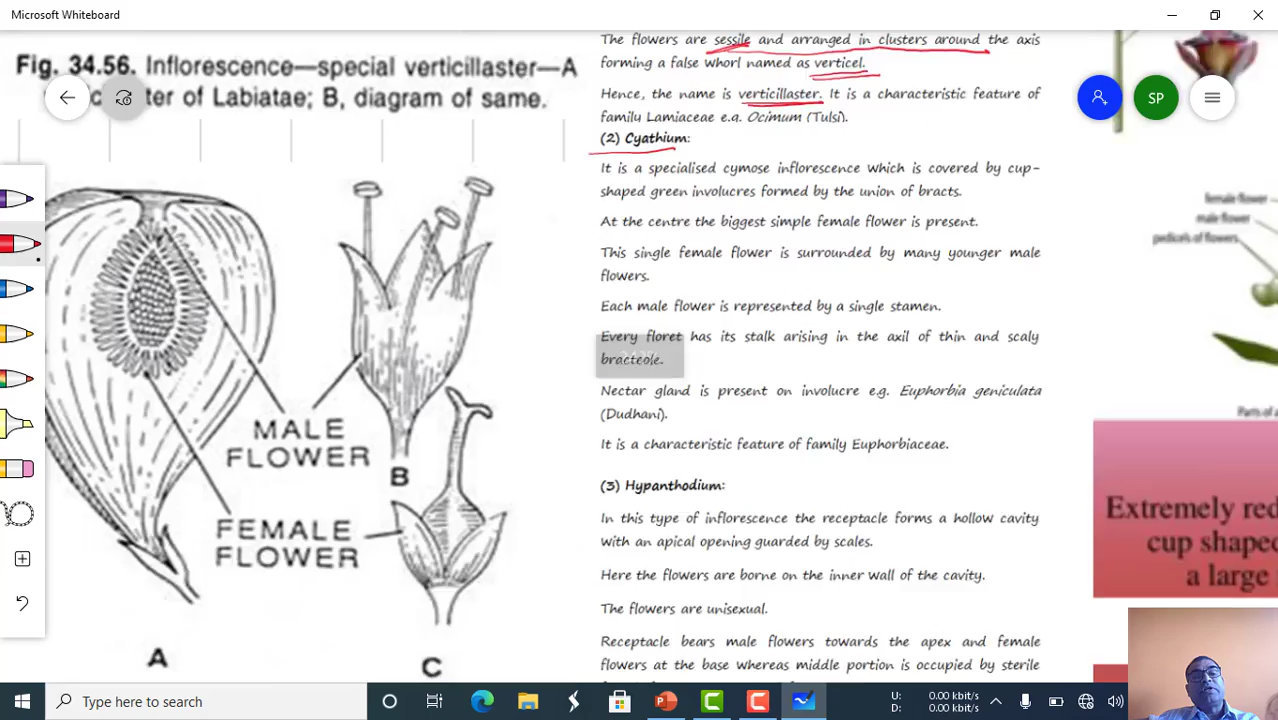 Microsoft Whiteboard
Fig. 34.56. Inflorescence—special verticillaster—A
ter of Labiatae; B, diagram of same.
MALE
FLOWER
FEMALE
FLOWER
A
B
C
The flowers are sessile and arranged in clusters around the axis
forming a false whorl named as verticel.
Hence, the name is verticillaster. It is a characteristic feature of
family Lamiaceae e.g. Ocimum (Tulsi).
(2) Cyathium:
It is a specialised cymose inflorescence which is covered by cup-
shaped green involucres formed by the union of bracts.
At the centre the biggest simple female flower is present.
This single female flower is surrounded by many younger male
flowers.
Each male flower is represented by a single stamen.
Every floret has its stalk arising in the axil of thin and scaly
bracteole.
Nectar gland is present on involucre e.g. Euphorbia geniculata
(Dudhani).
It is a characteristic feature of family Euphorbiaceae.
(3) Hypanthodium:
In this type of inflorescence the receptacle forms a hollow cavity
with an apical opening guarded by scales.
Here the flowers are borne on the inner wall of the cavity.
The flowers are unisexual.
Receptacle bears male flowers towards the apex and female
flowers at the base whereas middle portion is occupied by sterile
SP
female flower
male flower
pedicels of flowers
Parts of a
Extremely red
cup shaped
a large
Type here to search
U: 0.00 kbit/s
D: 0.00 kbit/s